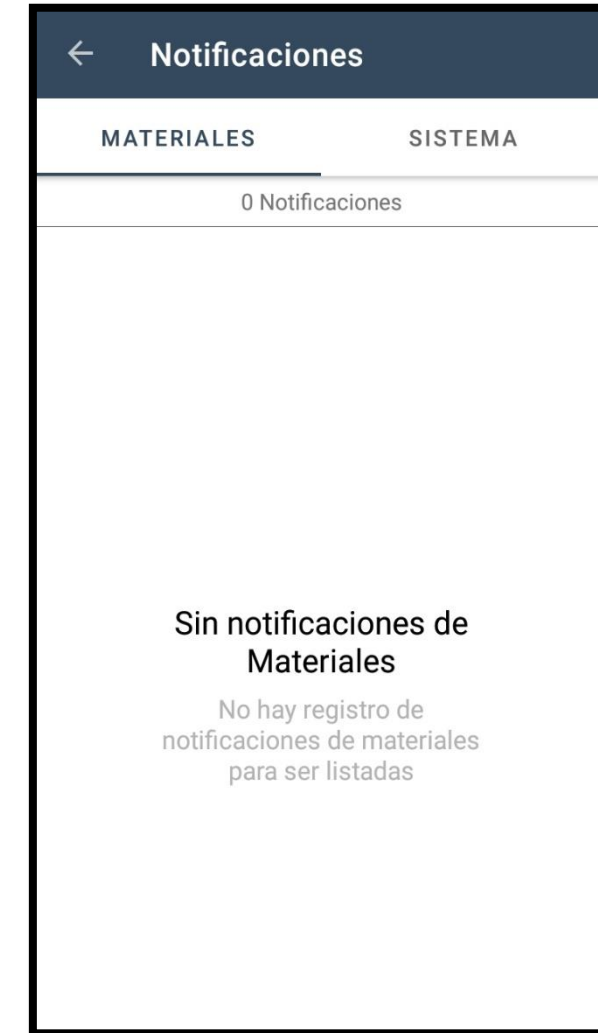 Notificaciones
MATERIALES SISTEMA
0 Notificaciones
Sin notificaciones de
Materiales
No hay registro de
notificaciones de materiales
para ser listadas